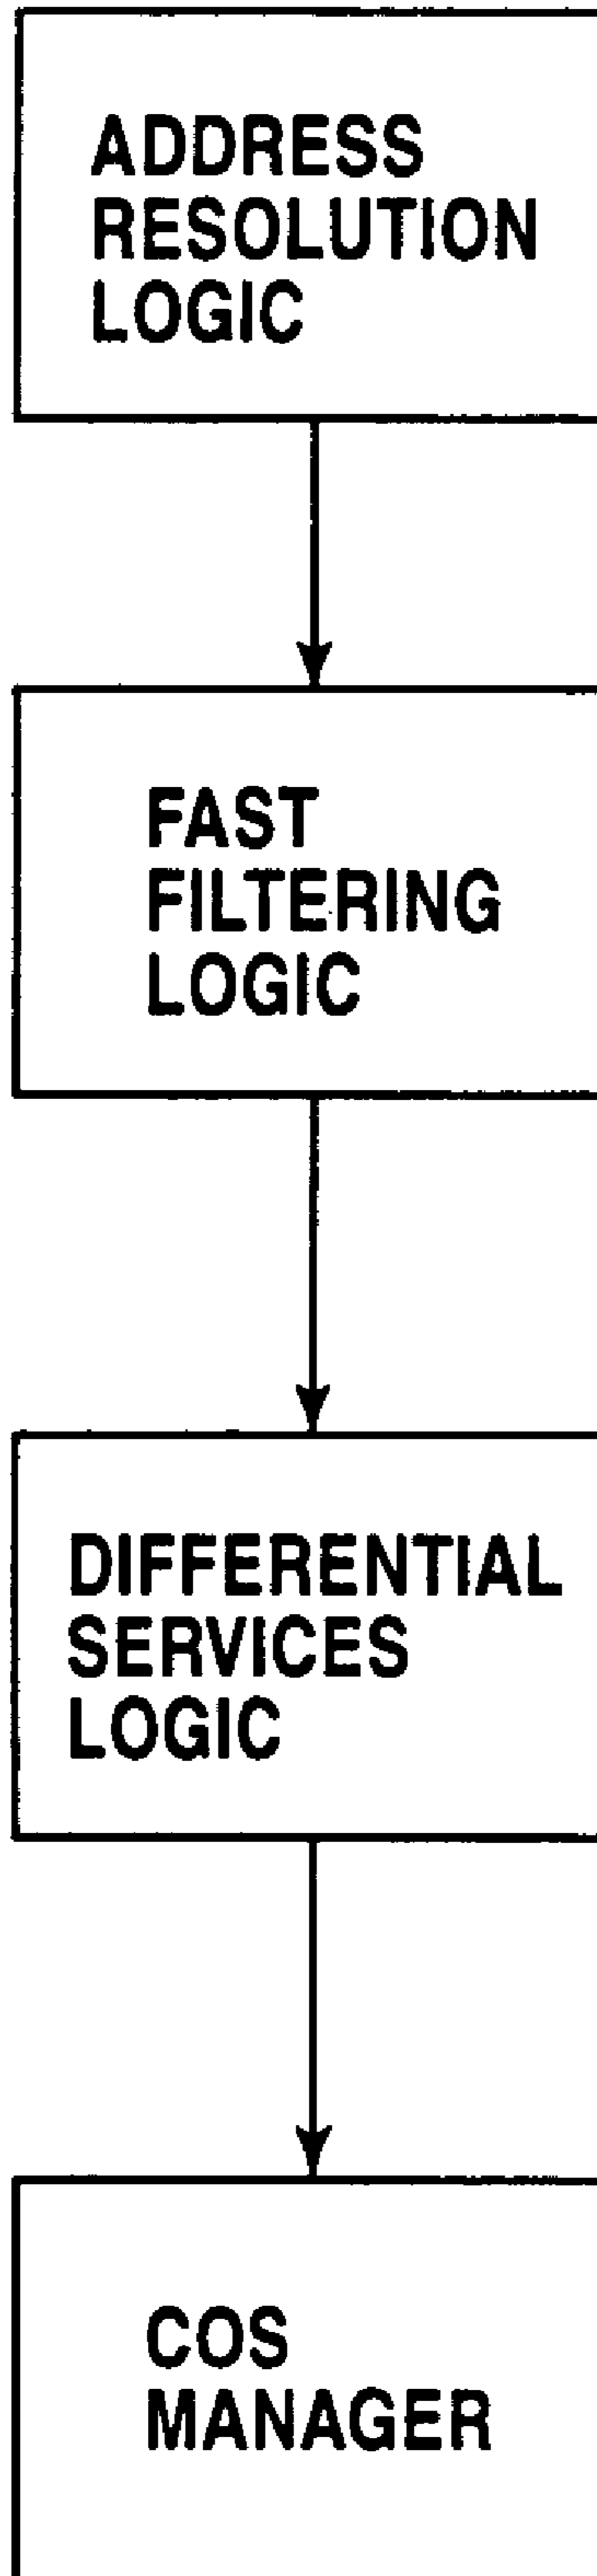 ADDRESS
RESOLUTION
LOGIC
FAST
FILTERING
LOGIC
DIFFERENTIAL
SERVICES
LOGIC
COS
MANAGER